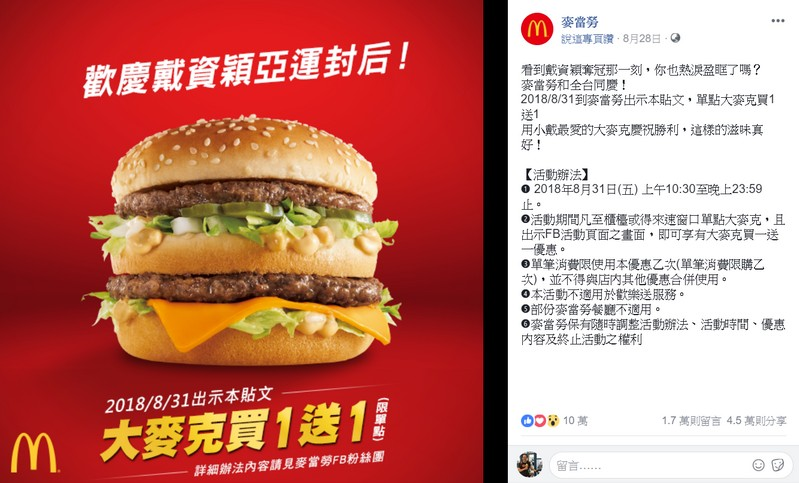 歡慶戴資穎亞運封后！
2018/8/31出示本貼文
大麥克買1送1
(限單點)
詳細辦法內容請見麥當勞FB粉絲團
麥當勞
說這專頁讚 · 8月28日 ·
看到戴資穎奪冠那一刻，你也熱淚盈眶了嗎？
麥當勞和全台同慶！
2018/8/31到麥當勞出示本貼文，單點大麥克買1
送1
用小戴最愛的大麥克慶祝勝利，這樣的滋味真
好！
【活動辦法】
❶ 2018年8月31日(五) 上午10:30至晚上23:59
止。
❷活動期間凡至櫃檯或得來速窗口單點大麥克，且
出示FB活動頁面之畫面，即可享有大麥克買一送
一優惠。
❸單筆消費限使用本優惠乙次(單筆消費限購乙
次)，並不得與店內其他優惠合併使用。
❹本活動不適用於歡樂送服務。
❺部份麥當勞餐廳不適用。
❻麥當勞保有隨時調整活動辦法、活動時間、優惠
內容及終止活動之權利
10 萬
1.7 萬則留言 4.5 萬則分享
留言……